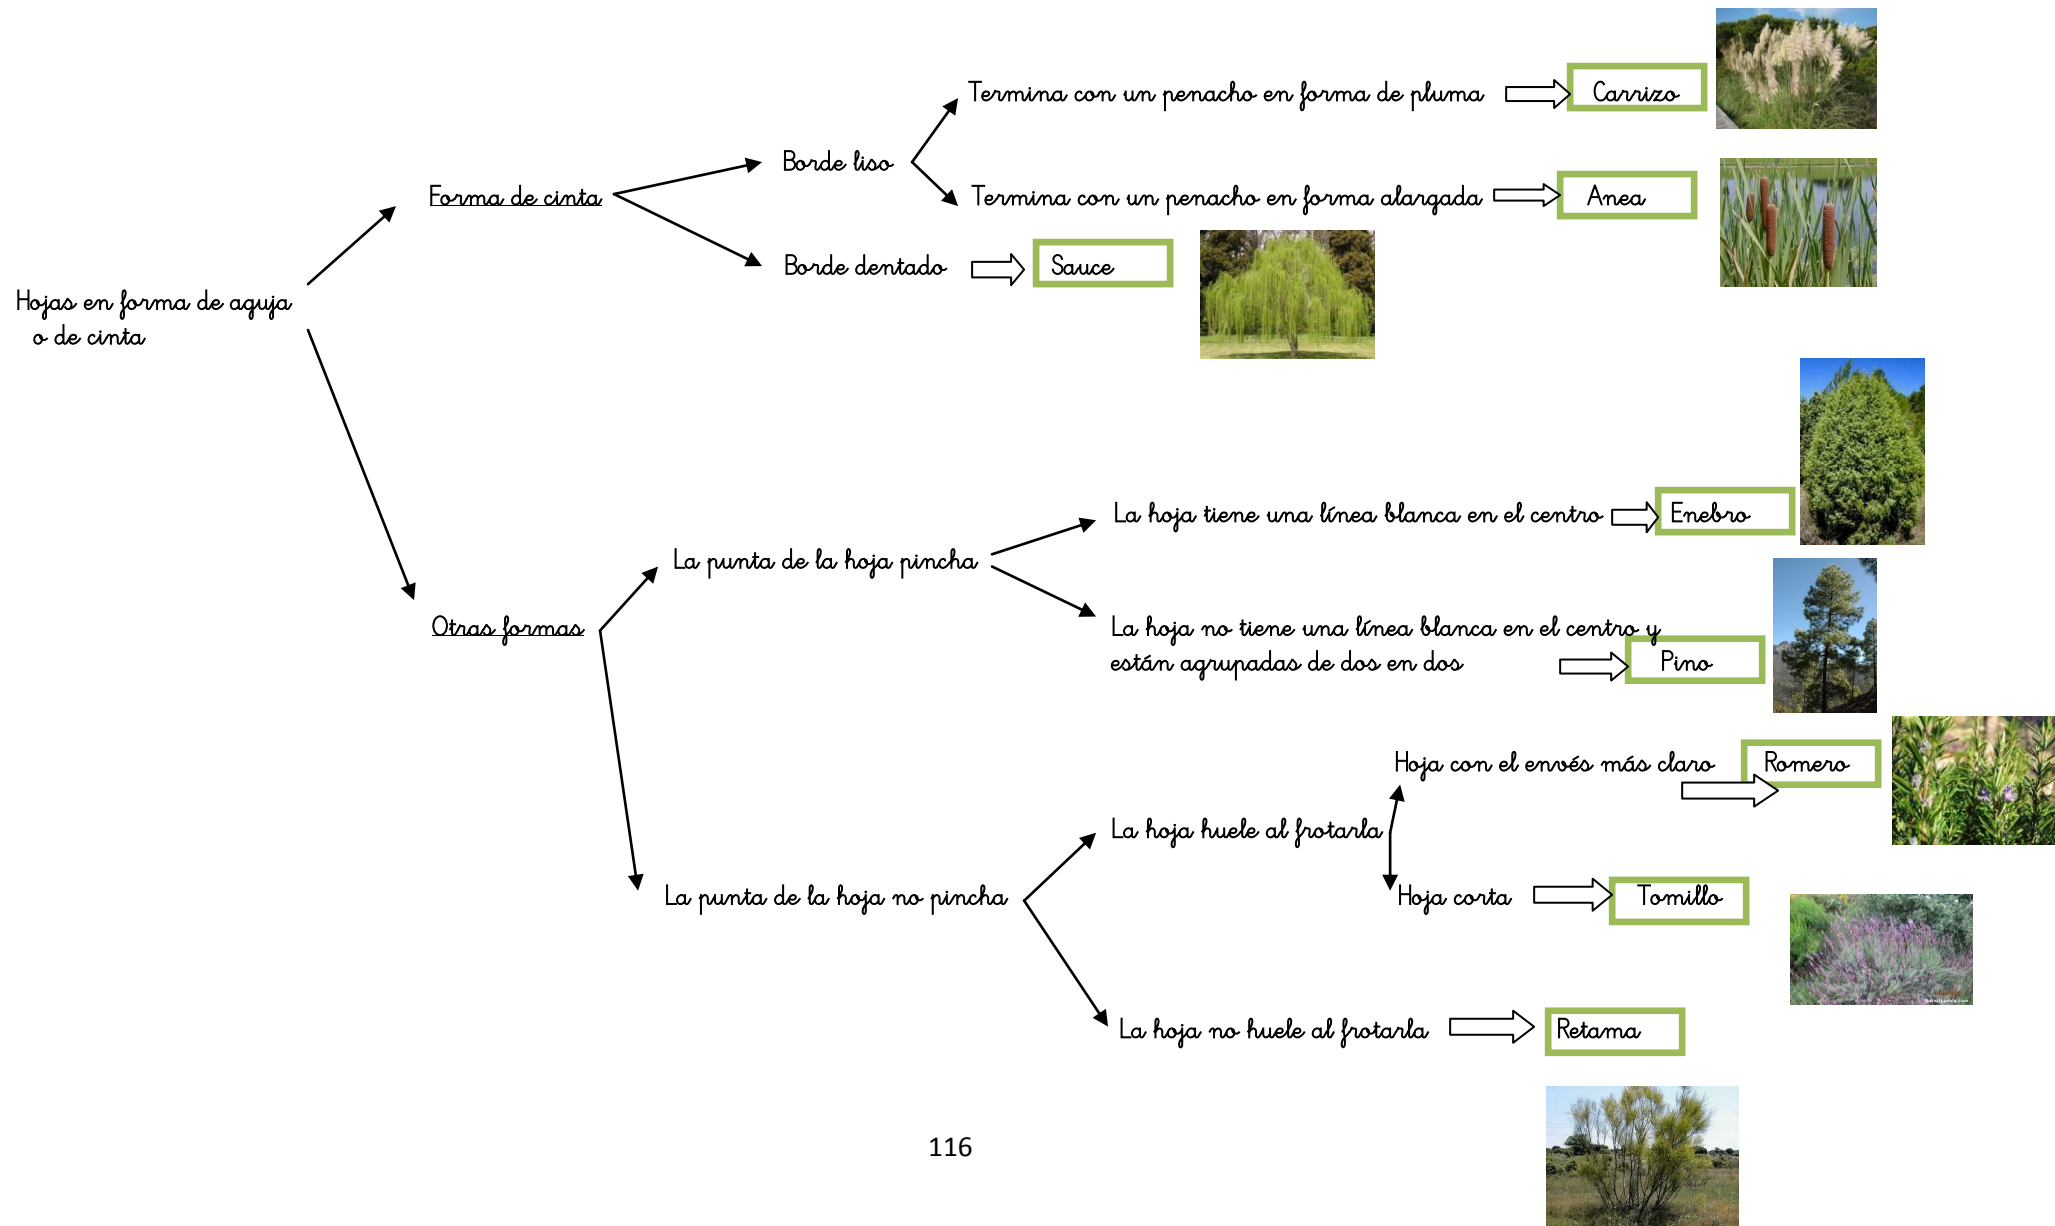 Termina con un penacho en forma de pluma
Carrizo
Borde liso
Forma de cinta
Termina con un penacho en forma alargada
Anea
Borde dentado
Sauce
Hojas en forma de aguja
o de cinta
La hoja tiene una línea blanca en el centro
Enebro
La punta de la hoja pincha
Otras formas
La hoja no tiene una línea blanca en el centro y
están agrupadas de dos en dos
Pino
Hoja con el envés más claro
Romero
La hoja huele al frotarla
La punta de la hoja no pincha
Hoja corta
Tomillo
La hoja no huele al frotarla
Retama
116